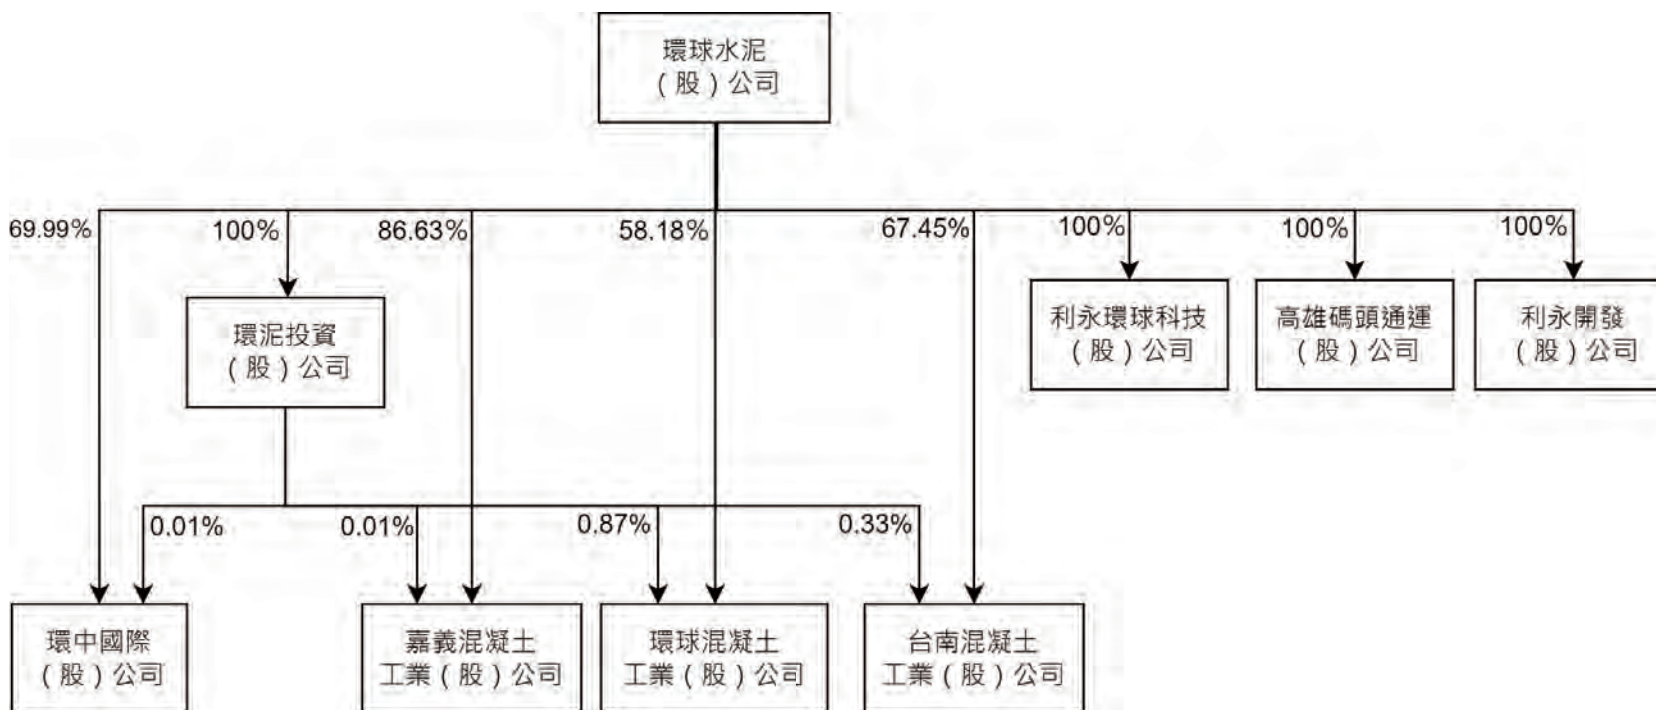 環球水泥
（股）公司
69.99%
100%
86.63%
58.18%
67.45%
100%
100%
100%
環泥投資
（股）公司
利永環球科技
（股）公司
高雄碼頭通運
（股）公司
利永開發
（股）公司
0.01%
0.01%
0.87%
0.33%
環中國際
（股）公司
嘉義混凝土
工業（股）公司
環球混凝土
工業（股）公司
台南混凝土
工業（股）公司